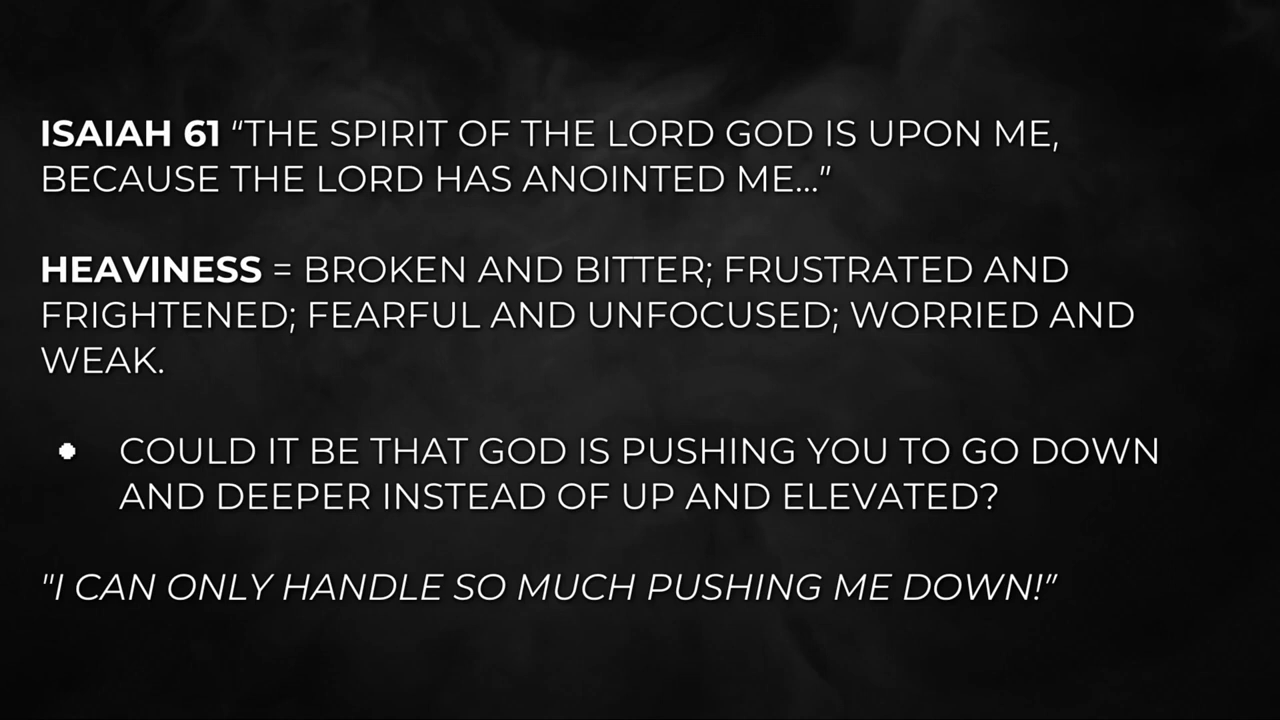 ISAIAH 61 “THE SPIRIT OF THE LORD GOD IS UPON ME,
BECAUSE THE LORD HAS ANOINTED ME...”
HEAVINESS = BROKEN AND BITTER; FRUSTRATED AND
FRIGHTENED; FEARFUL AND UNFOCUSED; WORRIED AND
WEAK.
● COULD IT BE THAT GOD IS PUSHING YOU TO GO DOWN
AND DEEPER INSTEAD OF UP AND ELEVATED?
"I CAN ONLY HANDLE SO MUCH PUSHING ME DOWN!”